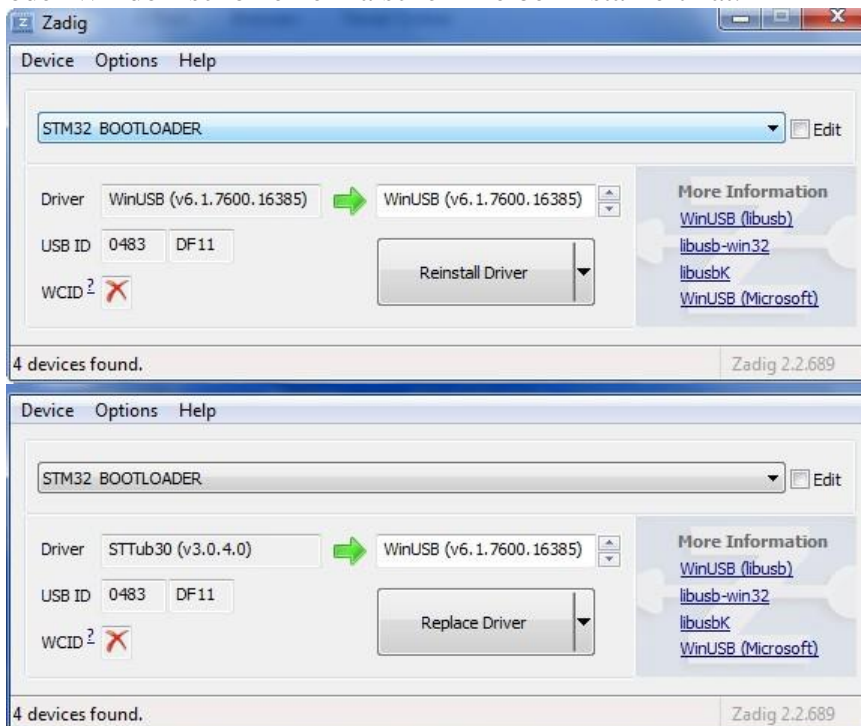 Zadig
Device Options Help
STM32 BOOTLOADER Edit
Driver WinUSB (v6.1.7600.16385) WinUSB (v6.1.7600.16385) More Information
WinUSB (libusb)
USB ID 0483 DF11 libusb-win32
Reinstall Driver libusbK
WCID ? WinUSB (Microsoft)
4 devices found. Zadig 2.2.689
Device Options Help
STM32 BOOTLOADER Edit
Driver STTub30 (v3.0.4.0) WinUSB (v6.1.7600.16385) More Information
WinUSB (libusb)
USB ID 0483 DF11 libusb-win32
Replace Driver libusbK
WCID ? WinUSB (Microsoft)
4 devices found. Zadig 2.2.689